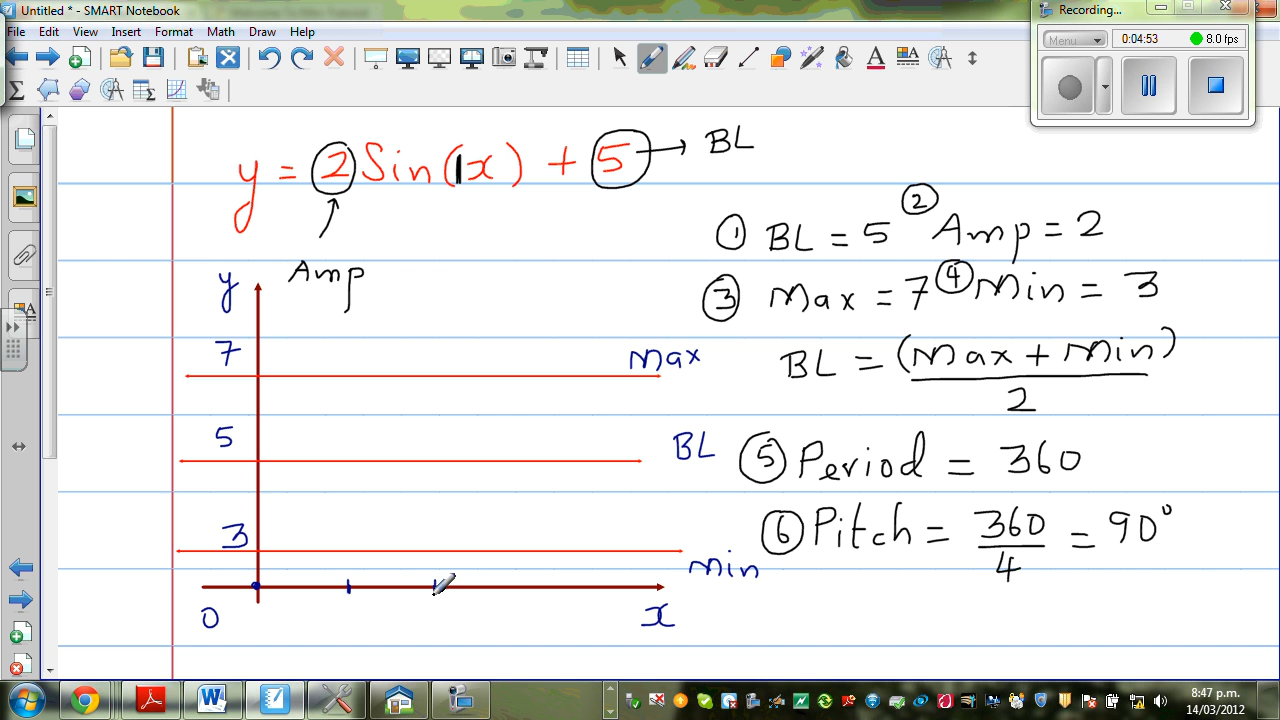 Untitled * - SMART Notebook
File Edit View Insert Format Math Draw Help
Recording...
Menu 0:04:53 8.0 fps
y = 2 Sin(1x) + 5 → BL
Amp
① BL = 5 ② Amp = 2
③ Max = 7 ④ Min = 3
BL = (Max + Min)
2
⑤ Period = 360
⑥ Pitch = 360/4 = 90°
y
7 Max
5 BL
3 min
0 x
8:47 p.m.
14/03/2012